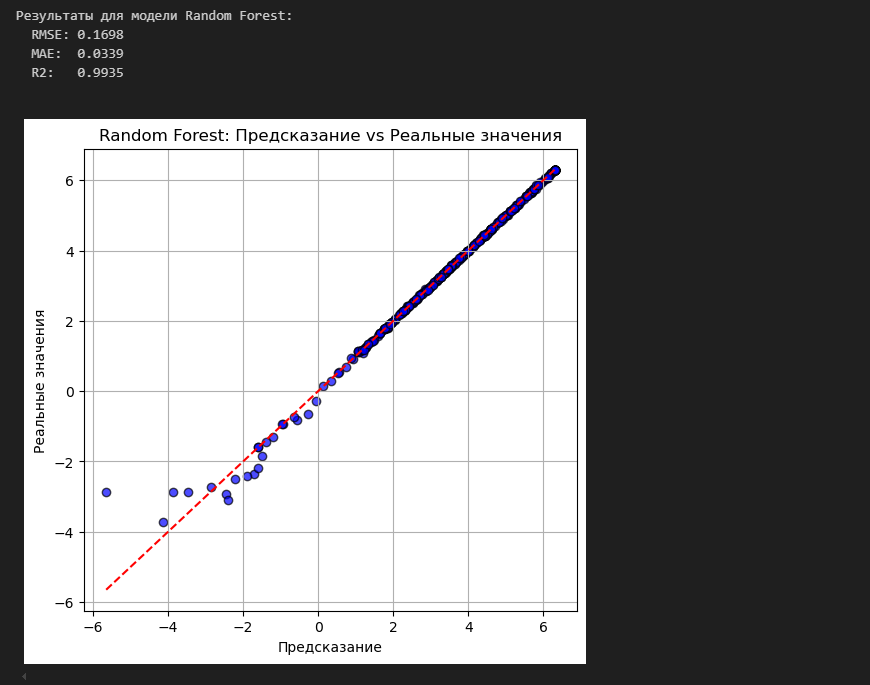 Результаты для модели Random Forest:
RMSE: 0.1698
MAE: 0.0339
R2: 0.9935
Random Forest: Предсказание vs Реальные значения
6
4
2
0
−2
−4
−6
Реальные значения
−6 −4 −2 0 2 4 6
Предсказание